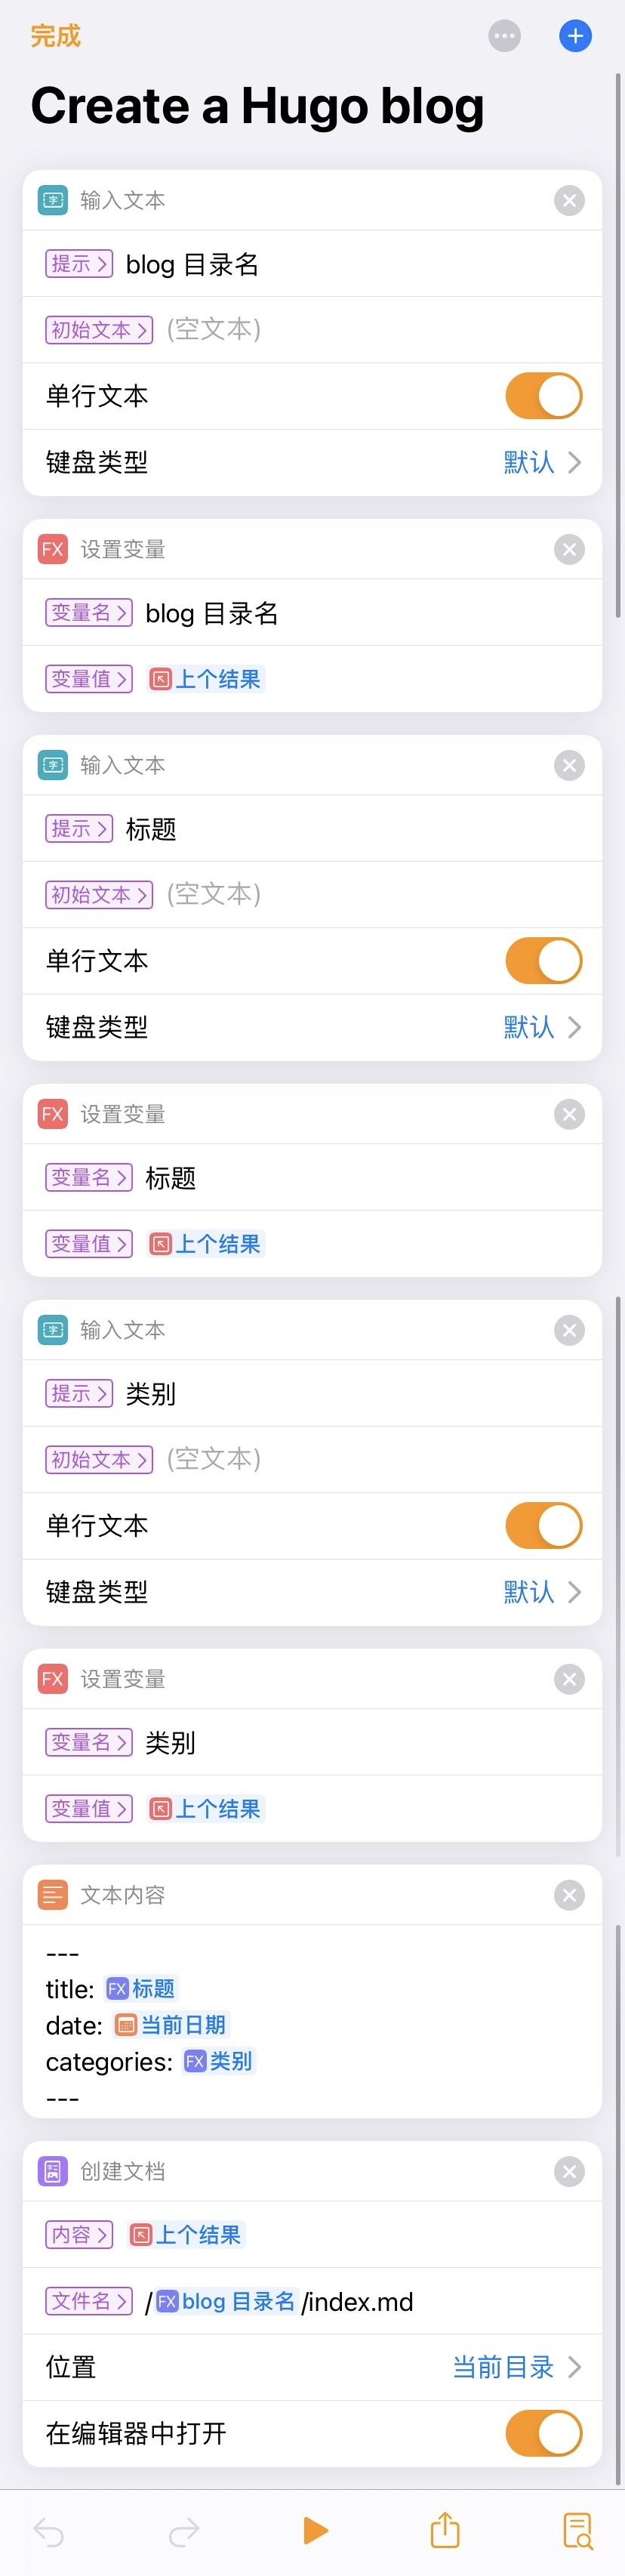 完成
Create a Hugo blog
输入文本
提示 blog 目录名
初始文本 (空文本)
单行文本
键盘类型 默认
FX 设置变量
变量名 blog 目录名
变量值 上个结果
输入文本
提示 标题
初始文本 (空文本)
单行文本
键盘类型 默认
FX 设置变量
变量名 标题
变量值 上个结果
输入文本
提示 类别
初始文本 (空文本)
单行文本
键盘类型 默认
FX 设置变量
变量名 类别
变量值 上个结果
文本内容
---
title: FX 标题
date: 当前日期
categories: FX 类别
---
创建文档
内容 上个结果
文件名 /FX blog 目录名/index.md
位置 当前目录
在编辑器中打开